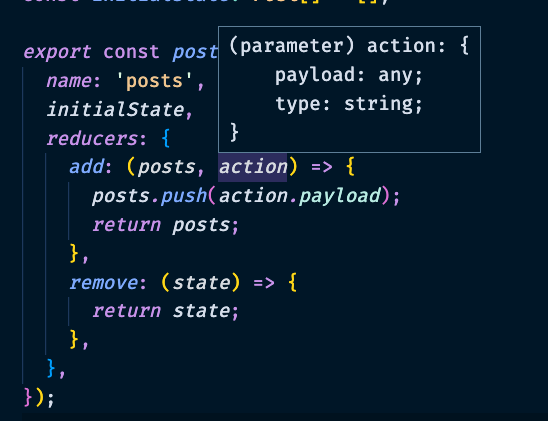 export const post
(parameter) action: {
payload: any;
type: string;
}
name: 'posts',
initialState,
reducers: {
add: (posts, action) => {
posts.push(action.payload);
return posts;
},
remove: (state) => {
return state;
},
},
});